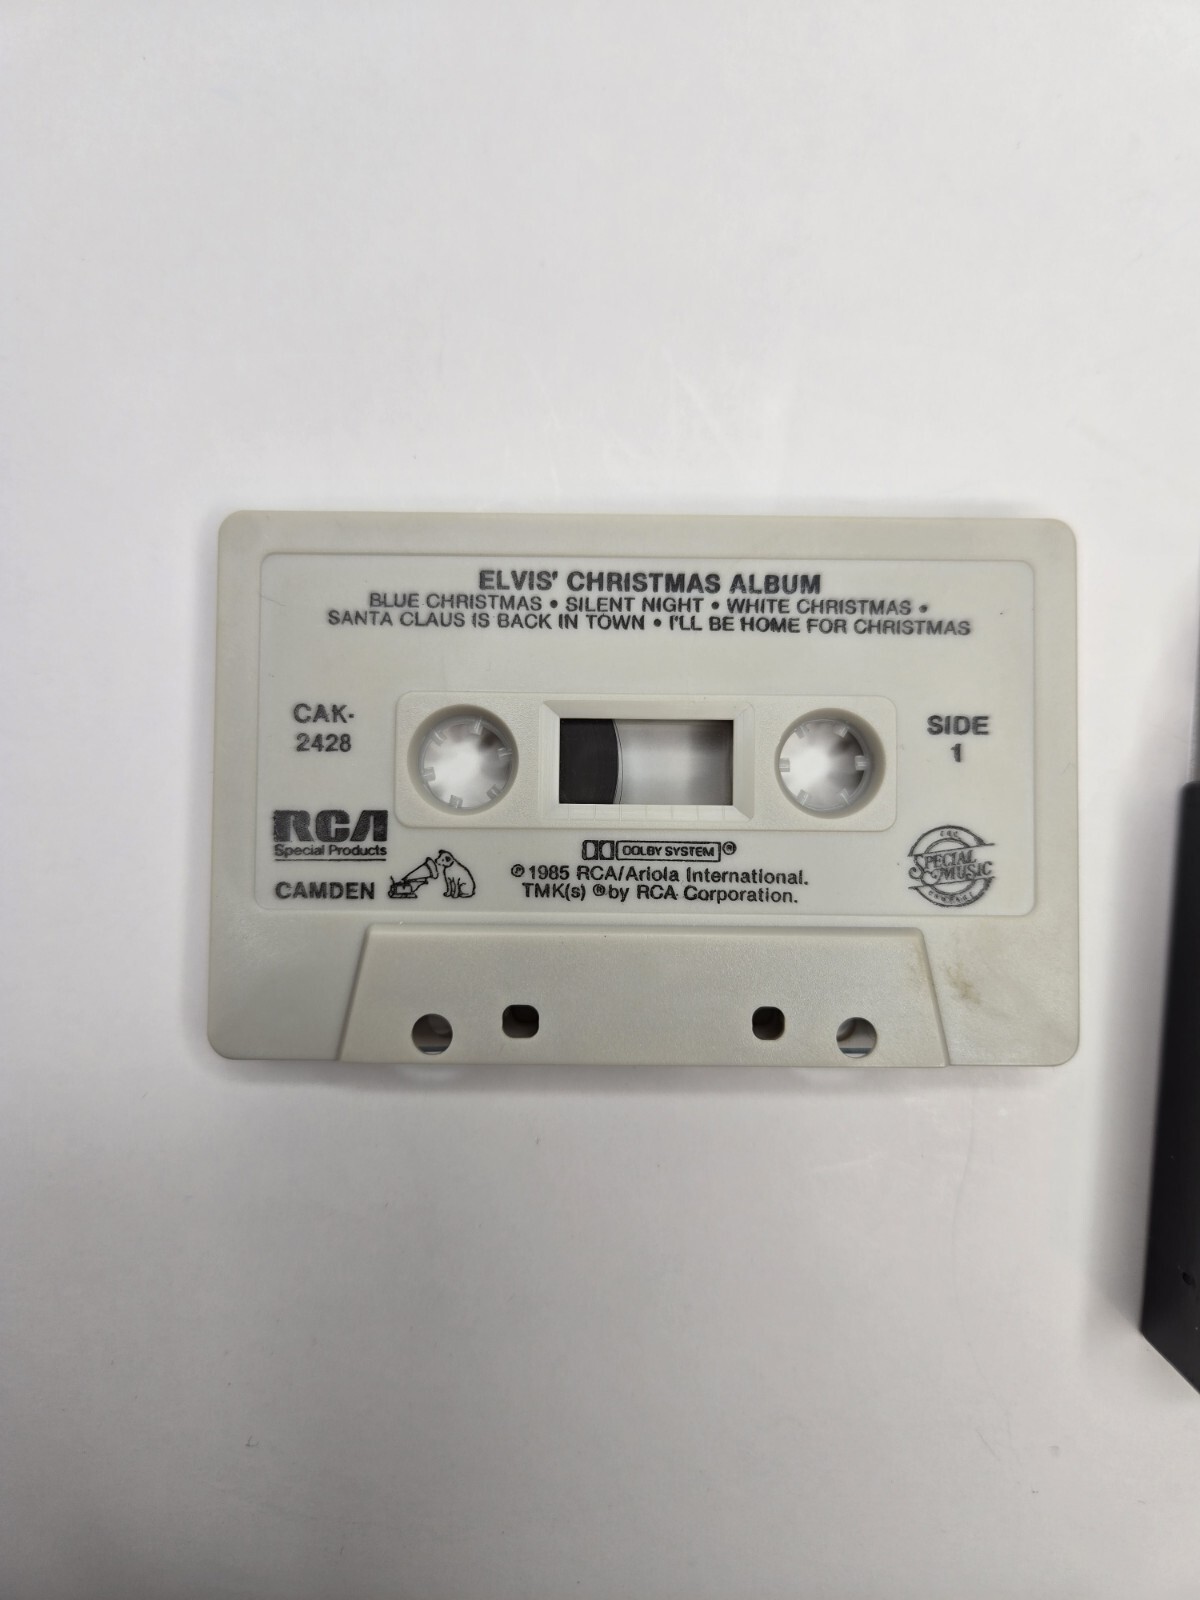 ELVIS' CHRISTMAS ALBUM
BLUE CHRISTMAS • SILENT NIGHT • WHITE CHRISTMAS •
SANTA CLAUS IS BACK IN TOWN • I'LL BE HOME FOR CHRISTMAS
CAK-
2428
SIDE
1
RCA
Special Products
CAMDEN
DOLBY SYSTEM ®
℗ 1985 RCA/Ariola International.
TMK(s) ® by RCA Corporation.
THE
SPECIAL
MUSIC
COMPANY